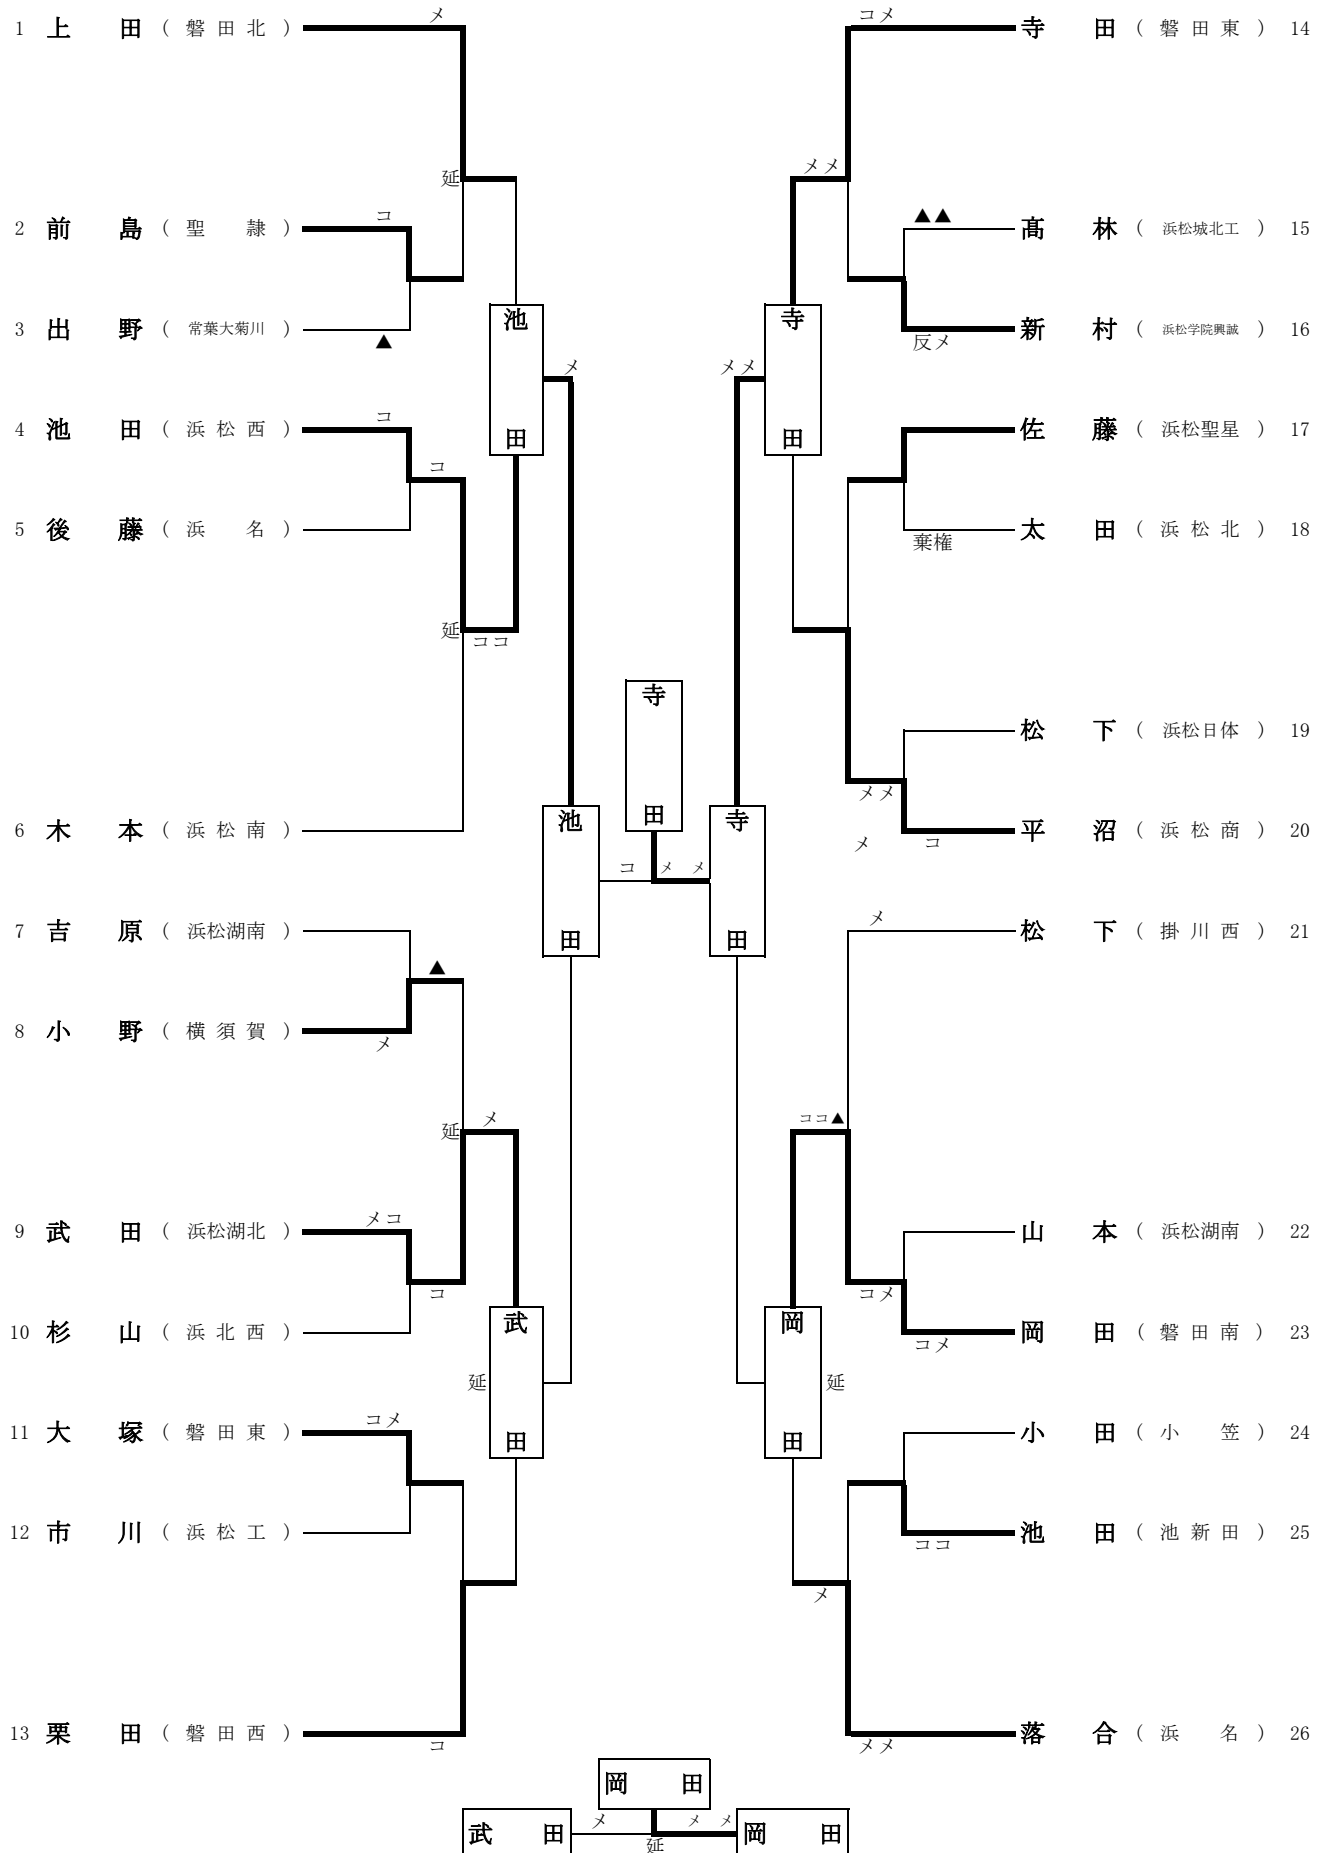 メ
コメ
1 上 田 ( 磐 田 北 )
寺 田 ( 磐 田 東 ) 14
メメ
延
コ
▲▲
2 前 島 ( 聖 隷 )
髙 林 ( 浜松城北工 ) 15
池 田
寺 田
3 出 野 ( 常葉大菊川 )
新 村 ( 浜松学院興誠 ) 16
▲
反メ
メ
メメ
コ
4 池 田 ( 浜 松 西 )
佐 藤 ( 浜松聖星 ) 17
コ
5 後 藤 ( 浜 名 )
太 田 ( 浜 松 北 ) 18
棄権
延
ココ
寺 田
松 下 ( 浜松日体 ) 19
メメ
池 田
寺 田
6 木 本 ( 浜 松 南 )
平 沼 ( 浜 松 商 ) 20
メ
コ
コ メ メ
メ
7 吉 原 ( 浜松湖南 )
松 下 ( 掛 川 西 ) 21
▲
8 小 野 ( 横 須 賀 )
メ
メ
ココ▲
延
メコ
9 武 田 ( 浜松湖北 )
山 本 ( 浜松湖南 ) 22
コ
コメ
武 田
岡 田
10 杉 山 ( 浜 北 西 )
岡 田 ( 磐 田 南 ) 23
コメ
延
延
コメ
11 大 塚 ( 磐 田 東 )
小 田 ( 小 笠 ) 24
12 市 川 ( 浜 松 工 )
池 田 ( 池 新 田 ) 25
ココ
メ
13 栗 田 ( 磐 田 西 )
落 合 ( 浜 名 ) 26
コ
メメ
岡 田
武 田 メ メ メ 岡 田
延